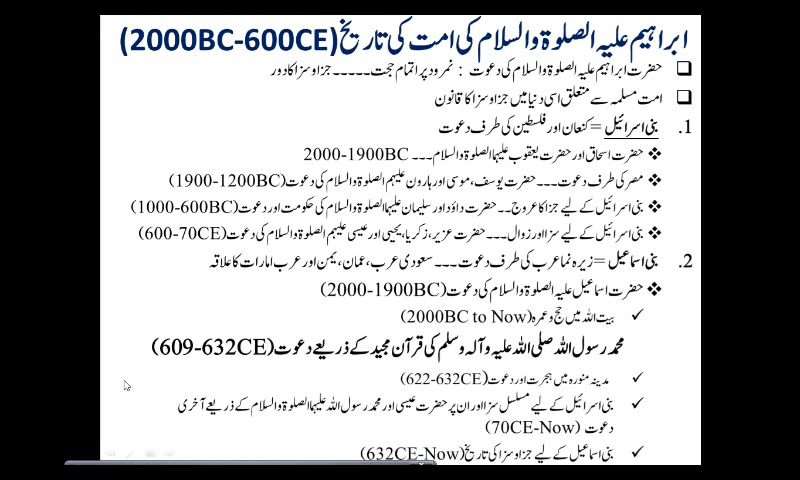 ابراہیم علیہ الصلوۃ والسلام کی امت کی تاریخ (2000BC-600CE)
❑ حضرت ابراہیم علیہ الصلوۃ والسلام کی دعوت : نمرود پر اتمام حجت۔۔۔۔۔ جزا و سزا کا دور
❑ امت مسلمہ سے متعلق اسی دنیا میں جزا و سزا کا قانون
1. بنی اسرائیل = کنعان اور فلسطین کی طرف دعوت
❖ حضرت اسحاق اور حضرت یعقوب علیہما الصلوۃ والسلام۔۔۔ 2000-1900BC
❖ مصر کی طرف دعوت۔۔۔ حضرت یوسف، موسی اور ہارون علیہم الصلوۃ والسلام کی دعوت (1900-1200BC)
❖ بنی اسرائیل کے لیے جزا کا عروج۔۔ حضرت داؤد اور سلیمان علیہما الصلوۃ والسلام کی حکومت اور دعوت (1000-600BC)
❖ بنی اسرائیل کے لیے سزا اور زوال۔۔۔ حضرت عزیر، زکریا، یحیی اور عیسی علیہم الصلوۃ والسلام کی دعوت (600-70CE)
2. بنی اسماعیل = جزیرہ نما عرب کی طرف دعوت۔۔۔ سعودی عرب، عمان، یمن اور عرب امارات کا علاقہ
❖ حضرت اسماعیل علیہ الصلوۃ والسلام کی دعوت (2000-1900BC)
✓ بیت اللہ میں حج و عمرہ (2000BC to Now)
محمد رسول اللہ صلی اللہ علیہ وآلہ وسلم کی قرآن مجید کے ذریعے دعوت (609-632CE)
✓ مدینہ منورہ میں ہجرت اور دعوت (622-632CE)
✓ بنی اسرائیل کے لیے مسلسل سزا اور ان پر حضرت عیسی اور محمد رسول اللہ علیہما الصلوۃ والسلام کے ذریعے آخری
دعوت (70CE-Now)
✓ بنی اسماعیل کے لیے جزا و سزا کی تاریخ (632CE-Now)